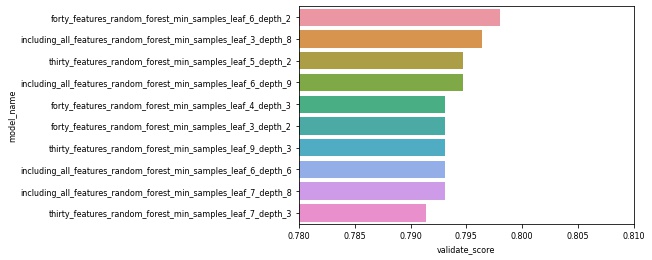 forty_features_random_forest_min_samples_leaf_6_depth_2
including_all_features_random_forest_min_samples_leaf_3_depth_8
thirty_features_random_forest_min_samples_leaf_5_depth_2
including_all_features_random_forest_min_samples_leaf_6_depth_9
forty_features_random_forest_min_samples_leaf_4_depth_3
forty_features_random_forest_min_samples_leaf_3_depth_2
thirty_features_random_forest_min_samples_leaf_9_depth_3
including_all_features_random_forest_min_samples_leaf_6_depth_6
including_all_features_random_forest_min_samples_leaf_7_depth_8
thirty_features_random_forest_min_samples_leaf_7_depth_3
model_name
0.780 0.785 0.790 0.795 0.800 0.805 0.810
validate_score